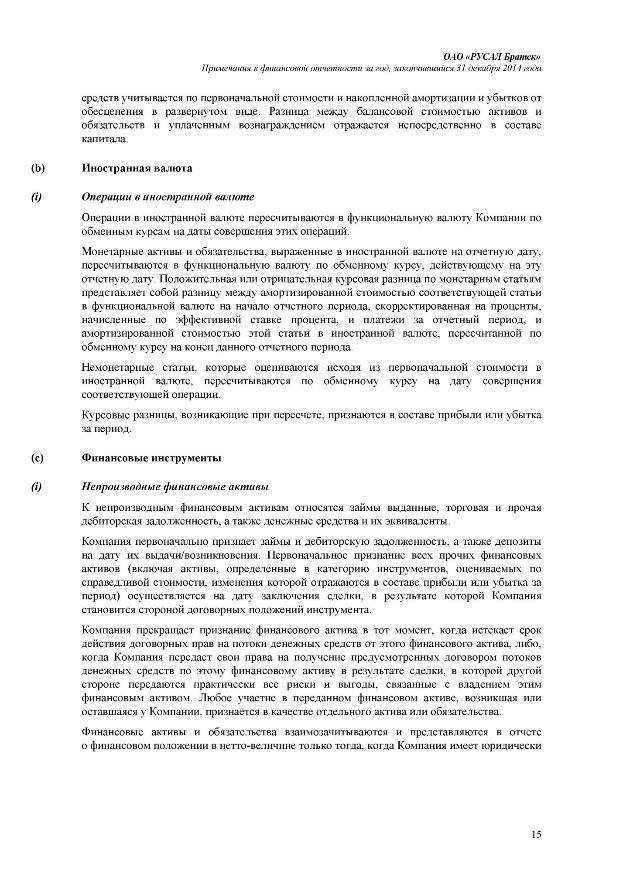 ОАО «РУСАЛ Братск»
Примечания к финансовой отчетности за год, закончившийся 31 декабря 2014 года
средств учитывается по первоначальной стоимости и накопленной амортизации и убытков от
обесценения в развернутом виде. Разница между балансовой стоимостью активов и
обязательств и уплаченным вознаграждением отражается непосредственно в составе
капитала.
(b) Иностранная валюта
(i) Операции в иностранной валюте
Операции в иностранной валюте пересчитываются в функциональную валюту Компании по
обменным курсам на даты совершения этих операций.
Монетарные активы и обязательства, выраженные в иностранной валюте на отчетную дату,
пересчитываются в функциональную валюту по обменному курсу, действующему на эту
отчетную дату. Положительная или отрицательная курсовая разница по монетарным статьям
представляет собой разницу между амортизированной стоимостью соответствующей статьи
в функциональной валюте на начало отчетного периода, скорректированная на проценты,
начисленные по эффективной ставке процента, и платежи за отчетный период, и
амортизированной стоимостью этой статьи в иностранной валюте, пересчитанной по
обменному курсу на конец данного отчетного периода.
Немонетарные статьи, которые оцениваются исходя из первоначальной стоимости в
иностранной валюте, пересчитываются по обменному курсу на дату совершения
соответствующей операции.
Курсовые разницы, возникающие при пересчете, признаются в составе прибыли или убытка
за период.
(c) Финансовые инструменты
(i) Непроизводные финансовые активы
К непроизводным финансовым активам относятся займы выданные, торговая и прочая
дебиторская задолженность, а также денежные средства и их эквиваленты.
Компания первоначально признает займы и дебиторскую задолженность, а также депозиты
на дату их выдачи/возникновения. Первоначальное признание всех прочих финансовых
активов (включая активы, определенные в категорию инструментов, оцениваемых по
справедливой стоимости, изменения которой отражаются в составе прибыли или убытка за
период) осуществляется на дату заключения сделки, в результате которой Компания
становится стороной договорных положений инструмента.
Компания прекращает признание финансового актива в тот момент, когда истекает срок
действия договорных прав на потоки денежных средств от этого финансового актива, либо,
когда Компания передает свои права на получение предусмотренных договором потоков
денежных средств по этому финансовому активу в результате сделки, в которой другой
стороне передаются практически все риски и выгоды, связанные с владением этим
финансовым активом. Любое участие в переданном финансовом активе, возникшая или
оставшаяся у Компании, признается в качестве отдельного актива или обязательства.
Финансовые активы и обязательства взаимозачитываются и представляются в отчете
о финансовом положении в нетто-величине только тогда, когда Компания имеет юридически
15